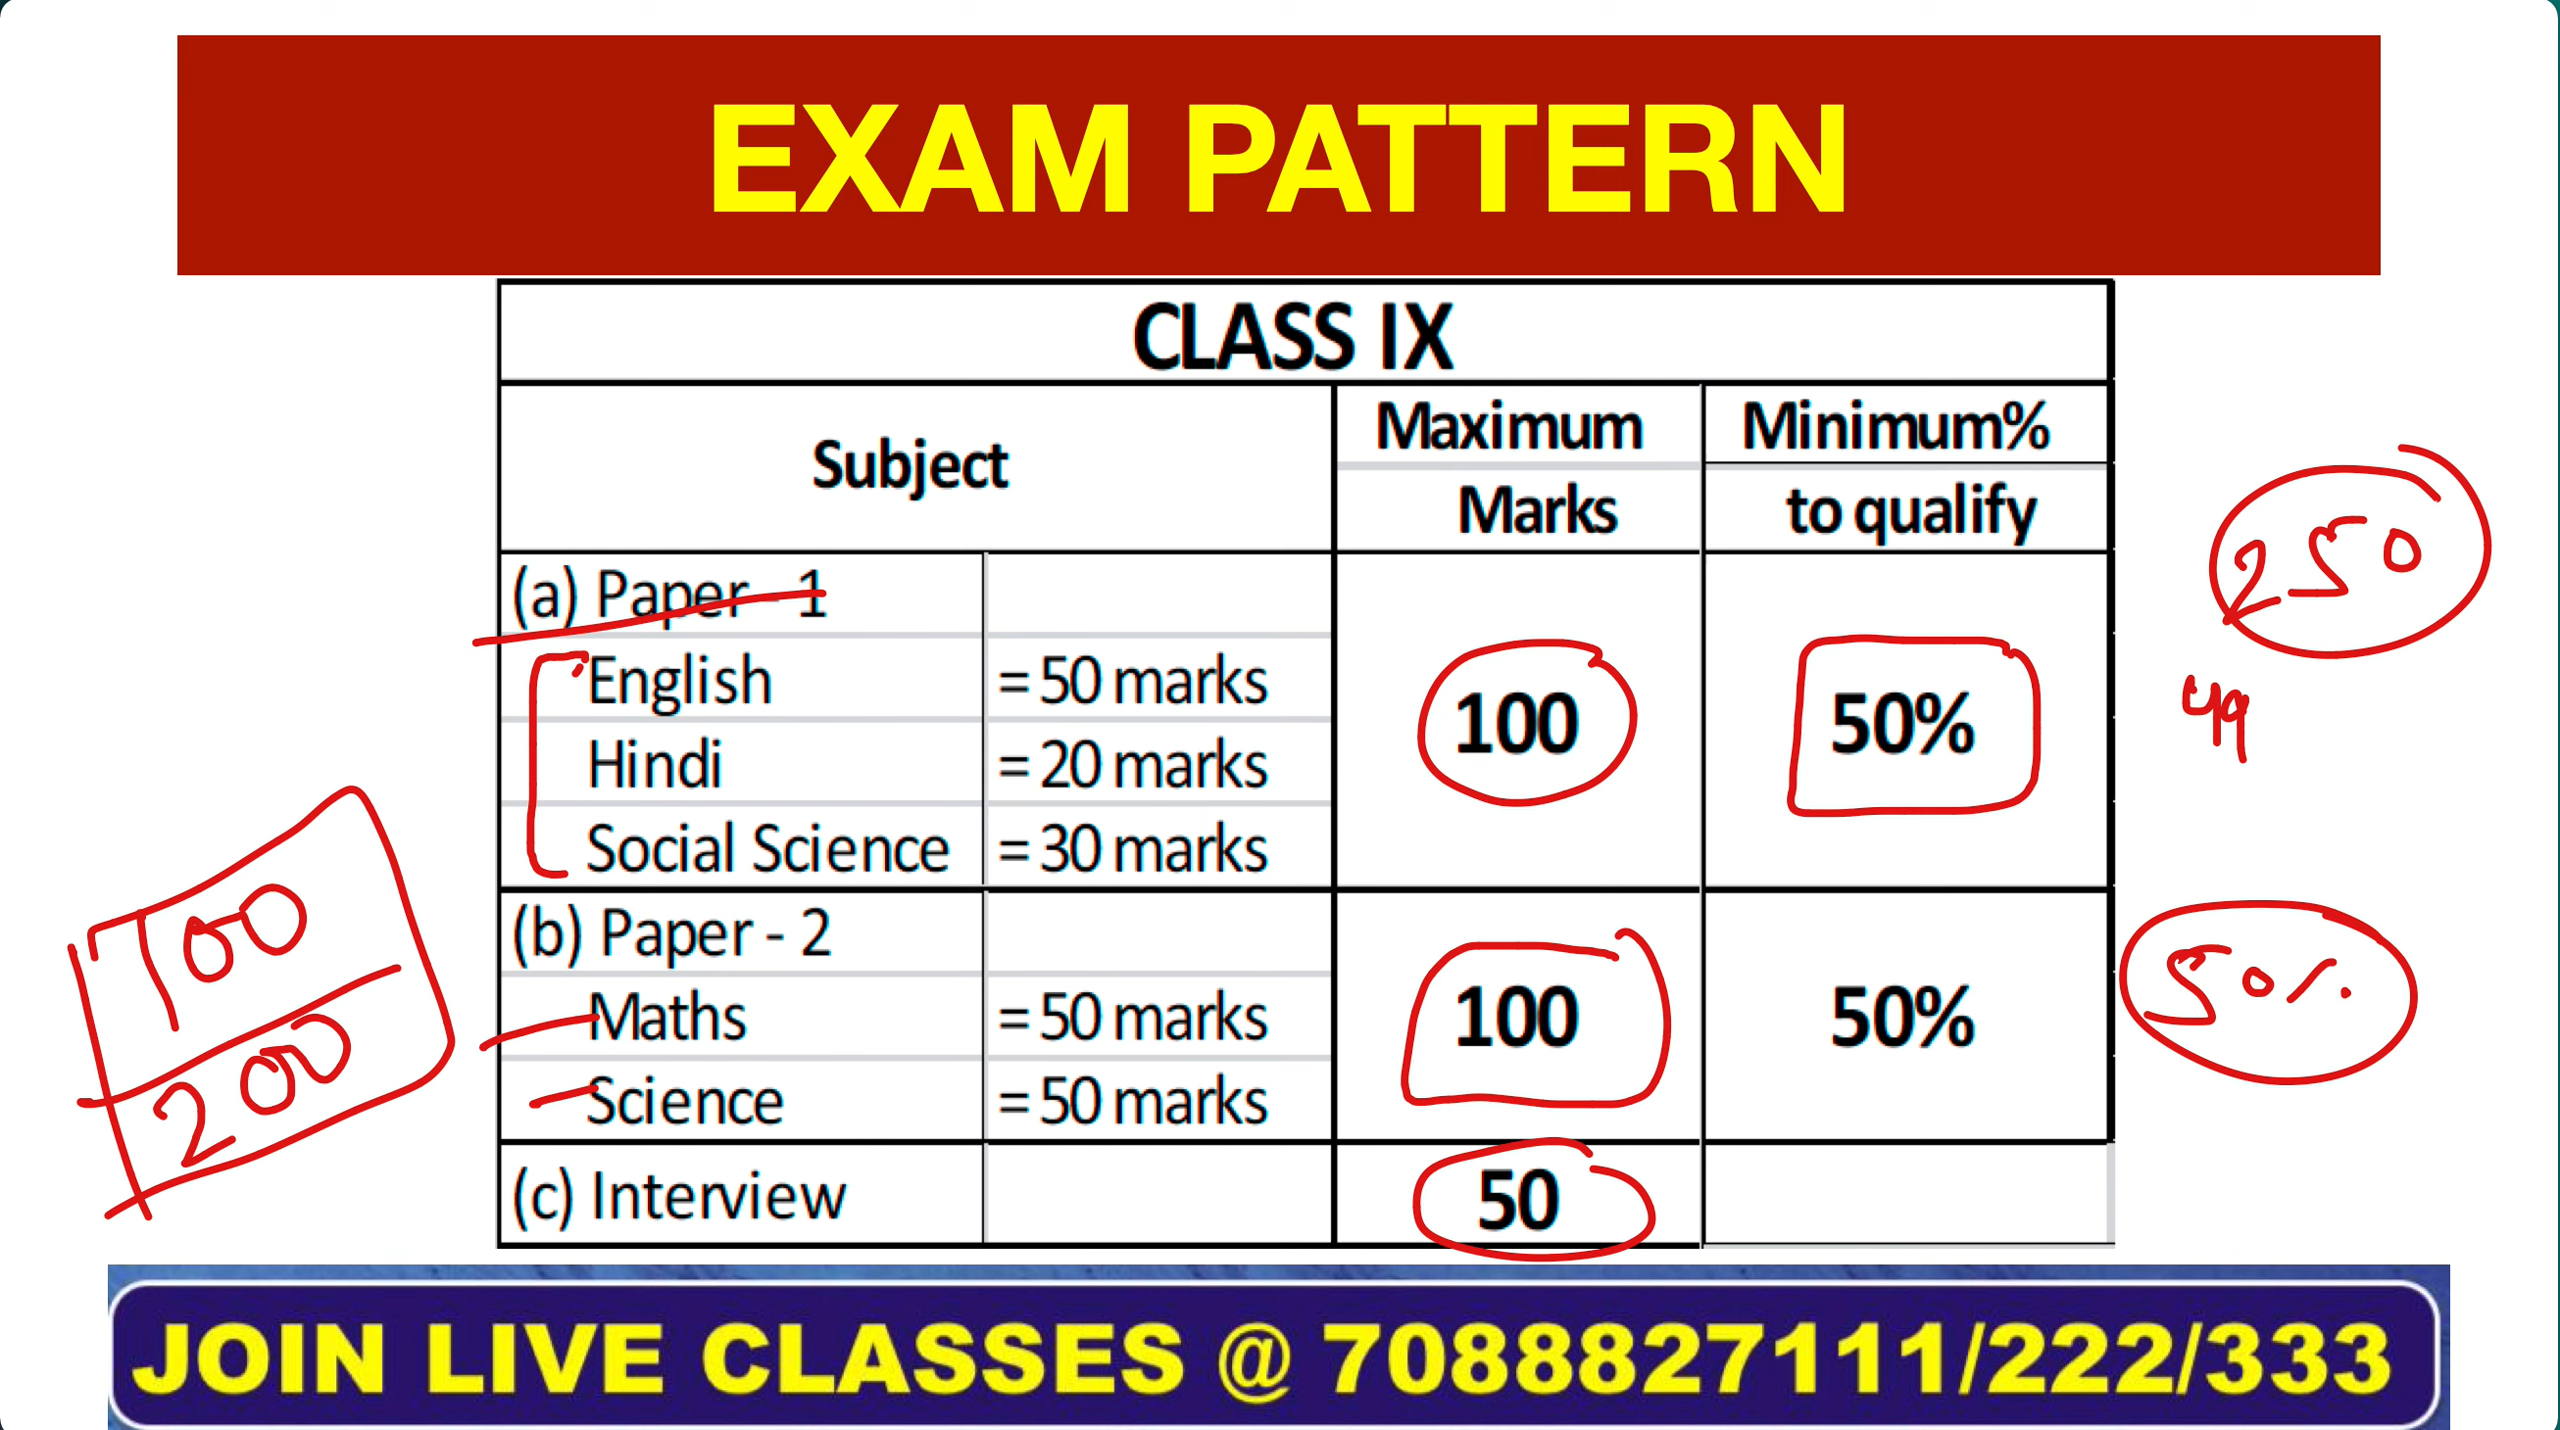 EXAM PATTERN
CLASS IX
Subject
Maximum
Marks
Minimum%
to qualify
(a) Paper - 1
English = 50 marks
Hindi = 20 marks
Social Science = 30 marks
100
50%
(b) Paper - 2
Maths = 50 marks
Science = 50 marks
100
50%
(c) Interview
50
250
49
50%
100
200
JOIN LIVE CLASSES @ 7088827111/222/333